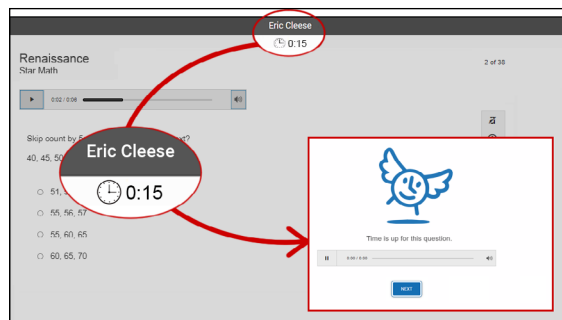 Eric Cleese
0:15
Renaissance
Star Math
2 of 38
0:02 / 0:06
Skip count by
40, 45, 50
Eric Cleese
0:15
51,
55, 56, 57
55, 60, 65
60, 65, 70
Time is up for this question.
0:00 / 0:00
NEXT